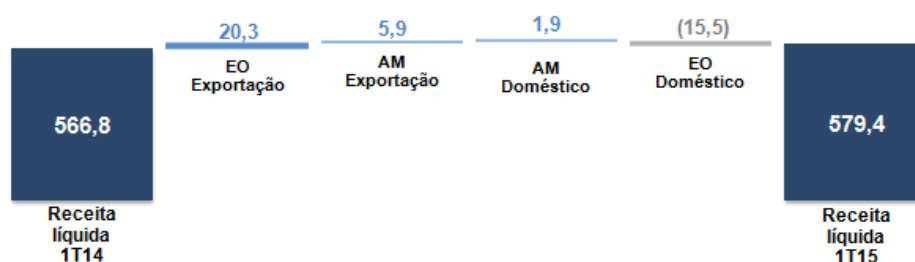 20,3
EO
Exportação
5,9
AM
Exportação
1,9
AM
Doméstico
(15,5)
EO
Doméstico
566,8
Receita
líquida
1T14
579,4
Receita
líquida
1T15